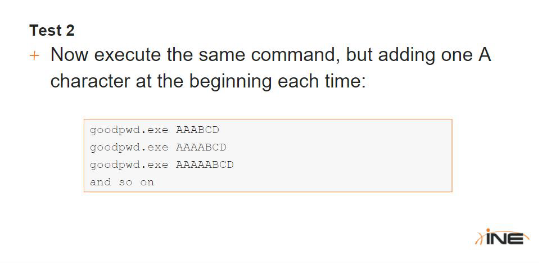 Test 2
+ Now execute the same command, but adding one A
character at the beginning each time:
goodpwd.exe AAABCD
goodpwd.exe AAAABCD
goodpwd.exe AAAAABCD
and so on
INE